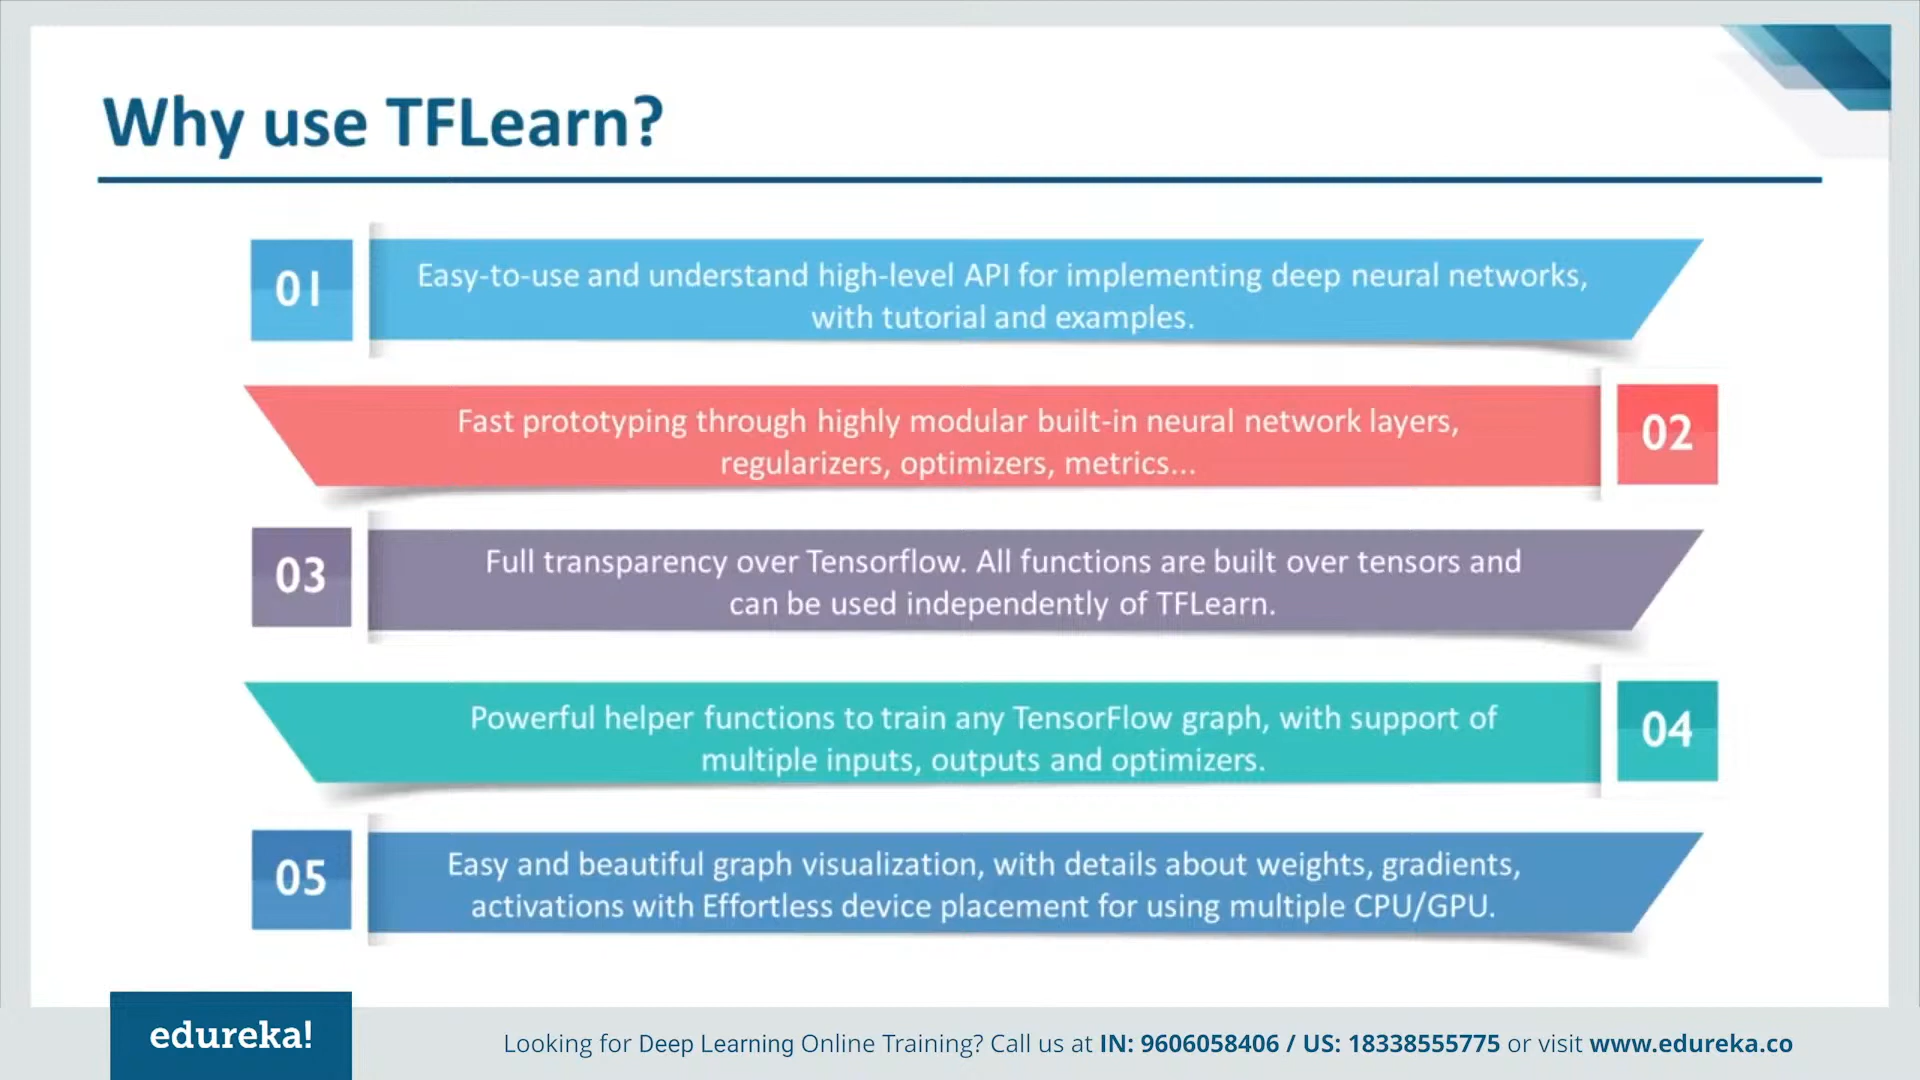 Why use TFLearn?
01
Easy-to-use and understand high-level API for implementing deep neural networks,
with tutorial and examples.
Fast prototyping through highly modular built-in neural network layers,
regularizers, optimizers, metrics...
02
03
Full transparency over Tensorflow. All functions are built over tensors and
can be used independently of TFLearn.
Powerful helper functions to train any TensorFlow graph, with support of
multiple inputs, outputs and optimizers.
04
05
Easy and beautiful graph visualization, with details about weights, gradients,
activations with Effortless device placement for using multiple CPU/GPU.
edureka!
Looking for Deep Learning Online Training? Call us at IN: 9606058406 / US: 18338555775 or visit www.edureka.co